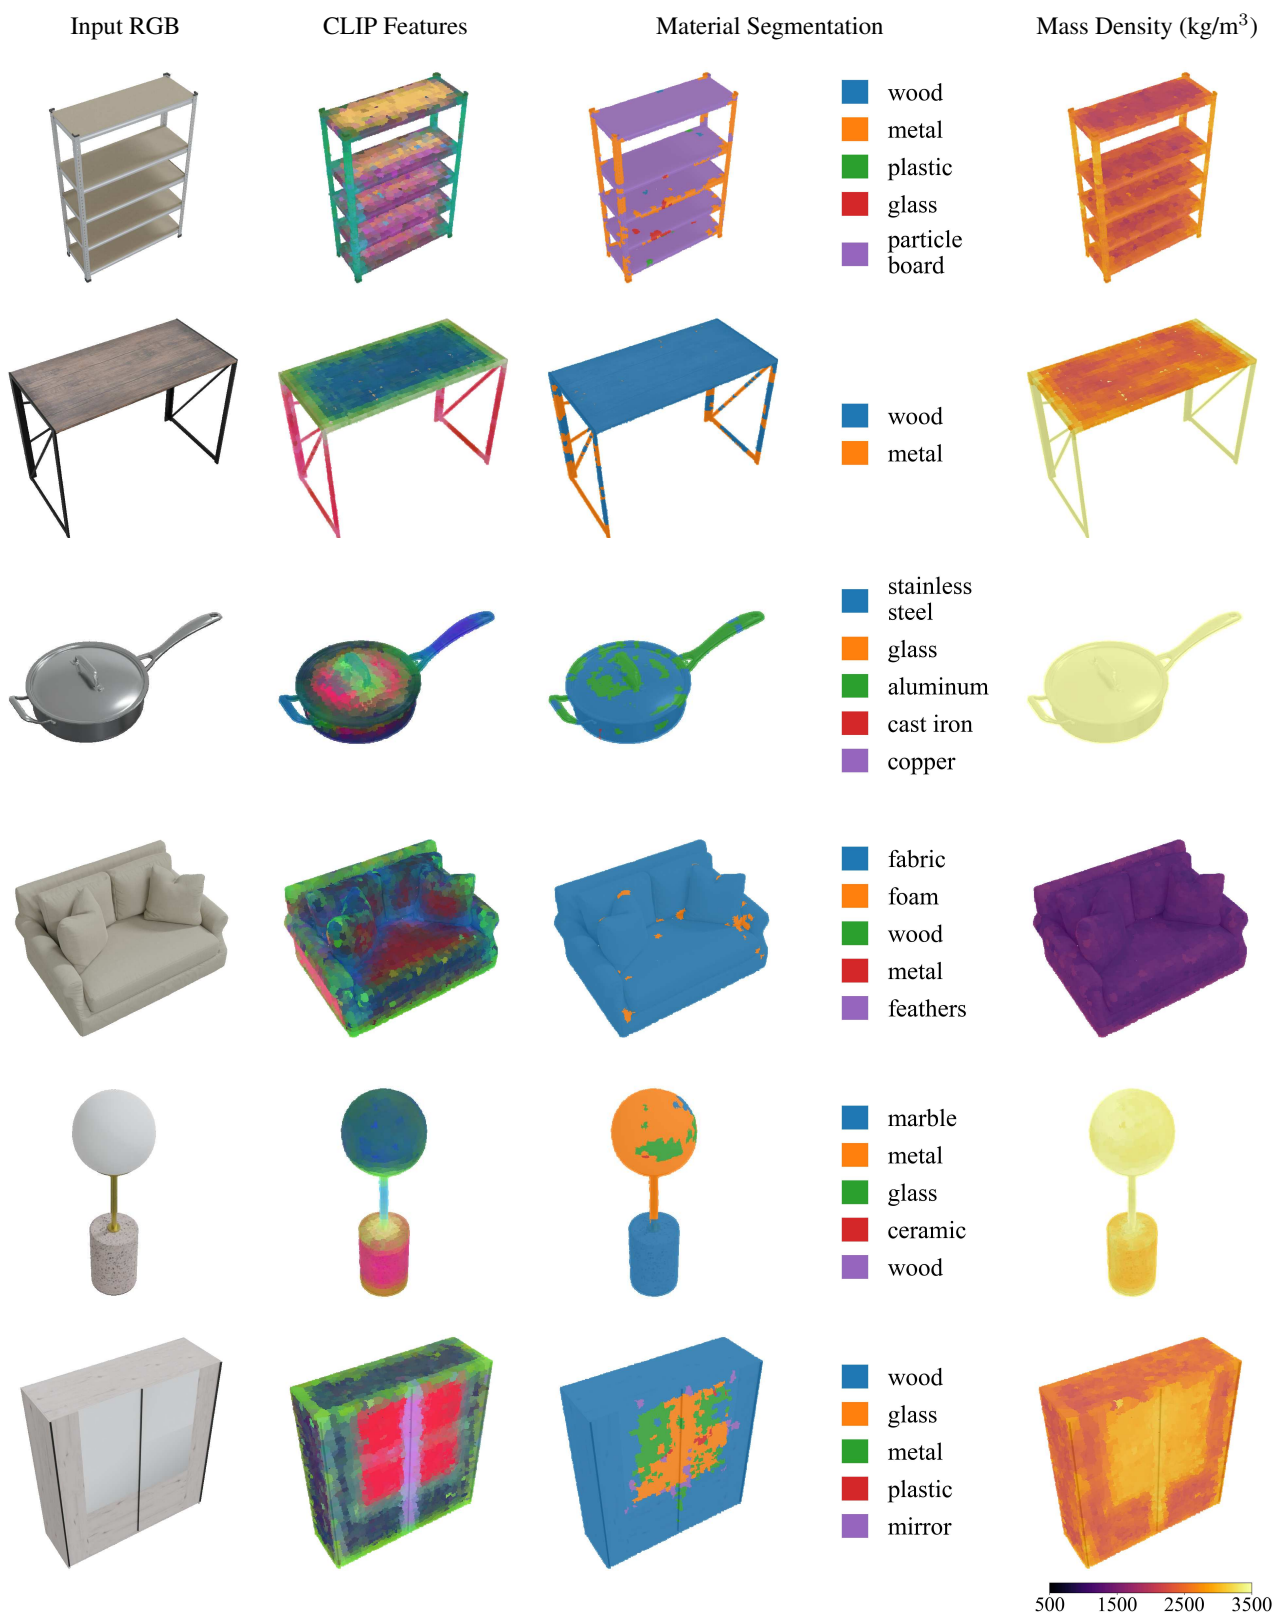 Input RGB
CLIP Features
Material Segmentation
Mass Density (kg/m³)
wood
metal
plastic
glass
particle
board
wood
metal
stainless
steel
glass
aluminum
cast iron
copper
fabric
foam
wood
metal
feathers
marble
metal
glass
ceramic
wood
wood
glass
metal
plastic
mirror
500 1500 2500 3500